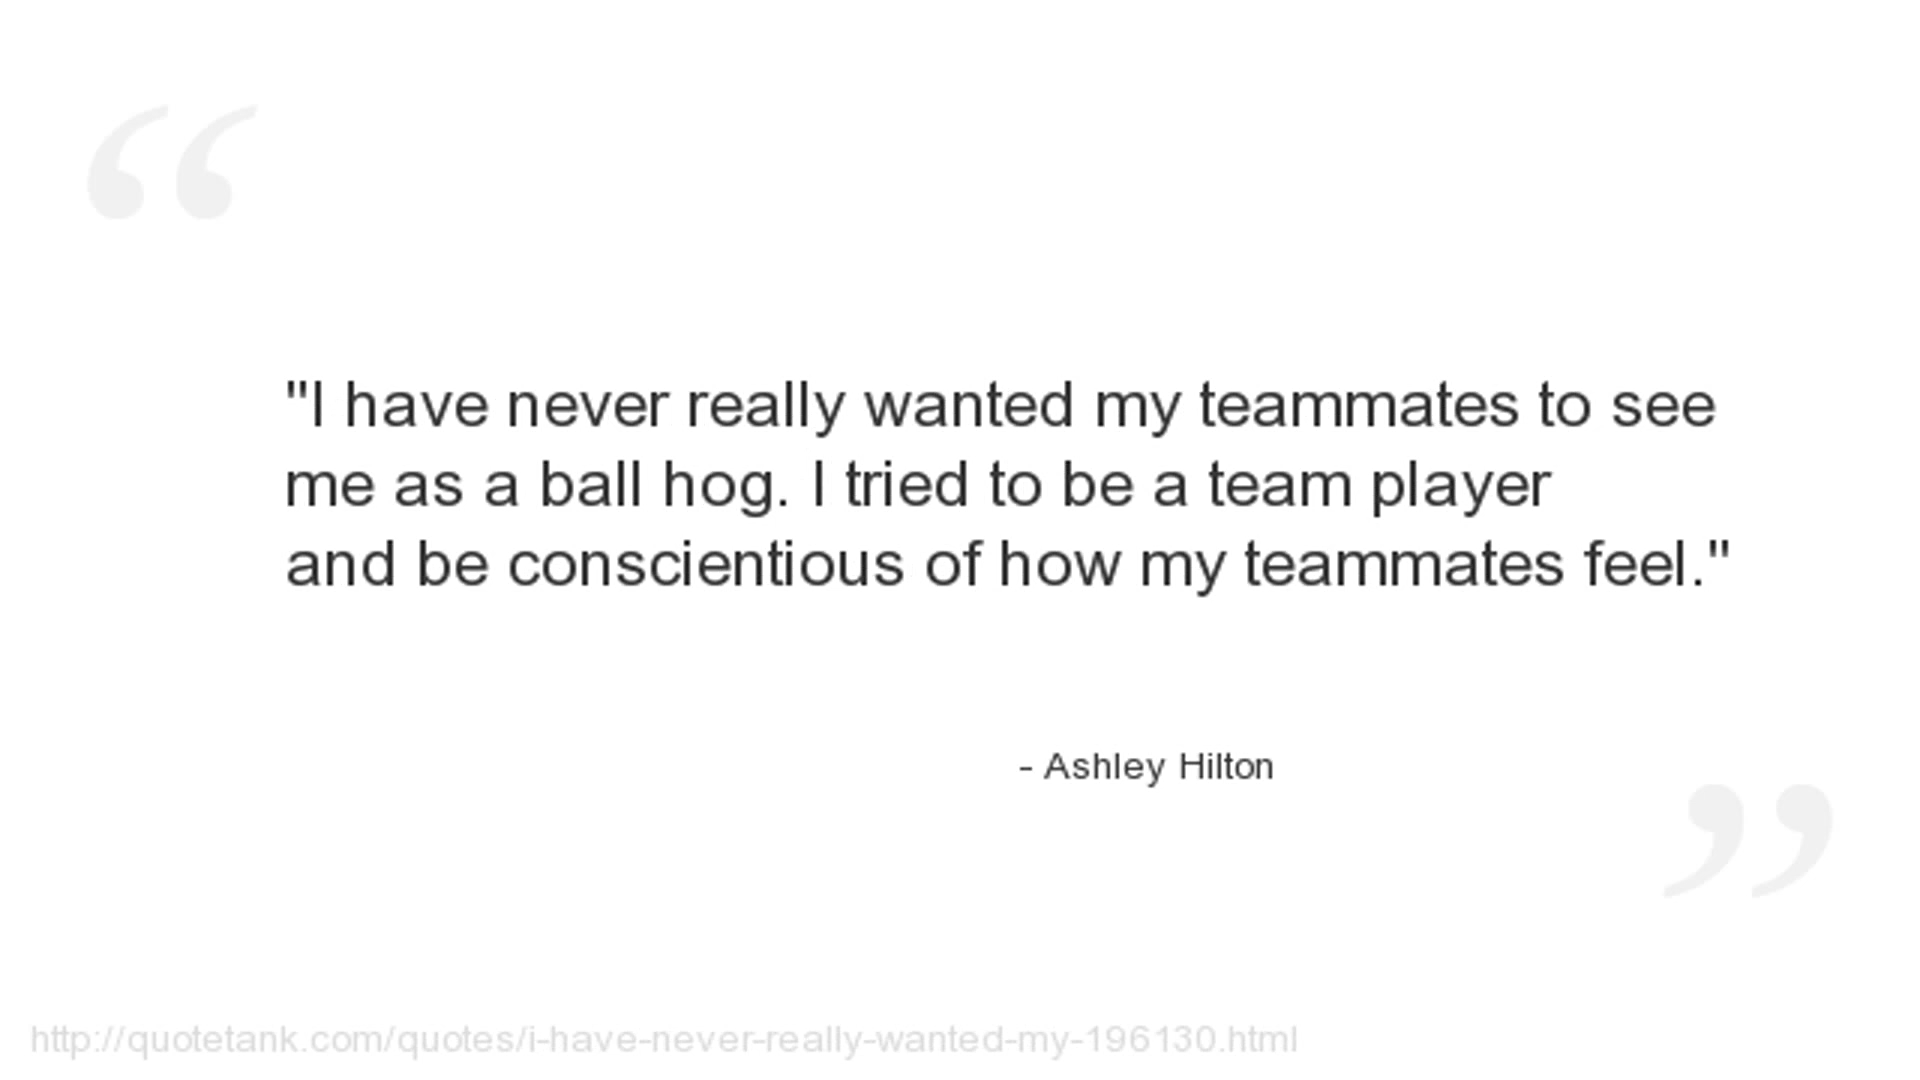 "I have never really wanted my teammates to see
me as a ball hog. I tried to be a team player
and be conscientious of how my teammates feel."
- Ashley Hilton
http://quotetank.com/quotes/i-have-never-really-wanted-my-196130.html